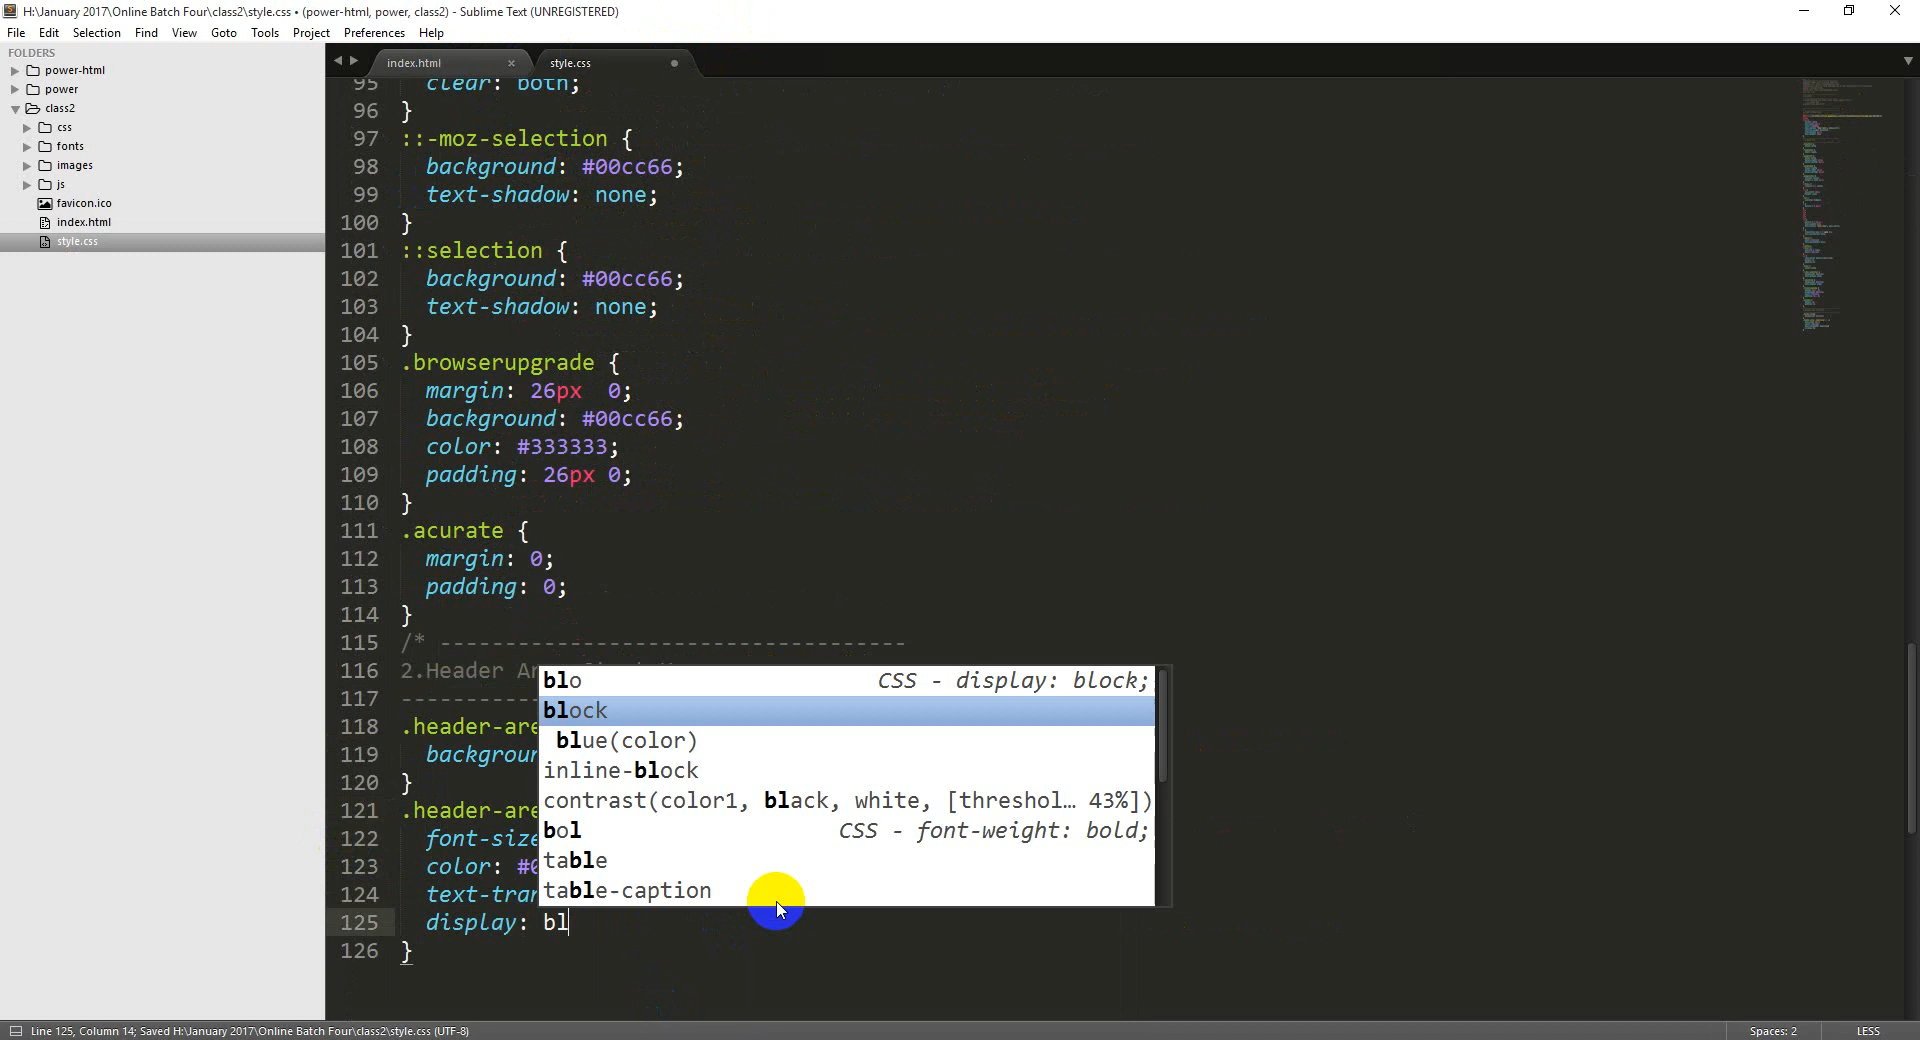 H:\January 2017\Online Batch Four\class2\style.css • (power-html, power, class2) - Sublime Text (UNREGISTERED)
File Edit Selection Find View Goto Tools Project Preferences Help
FOLDERS
power-html
power
class2
css
fonts
images
js
favicon.ico
index.html
style.css
index.html × style.css
95 clear: both;
96 }
97 ::-moz-selection {
98 background: #00cc66;
99 text-shadow: none;
100 }
101 ::selection {
102 background: #00cc66;
103 text-shadow: none;
104 }
105 .browserupgrade {
106 margin: 26px  0;
107 background: #00cc66;
108 color: #333333;
109 padding: 26px 0;
110 }
111 .acurate {
112 margin: 0;
113 padding: 0;
114 }
115 /* ------------------------------------
116 2.Header
117 -----------
118 .header-are
119 backgroun
120 }
121 .header-are
122 font-size
123 color: #0
124 text-tran
125 display: bl
126 }
blo CSS - display: block;
block
blue(color)
inline-block
contrast(color1, black, white, [threshol… 43%])
bol CSS - font-weight: bold;
table
table-caption
Line 125, Column 14; Saved H:\January 2017\Online Batch Four\class2\style.css (UTF-8) Spaces: 2 LESS